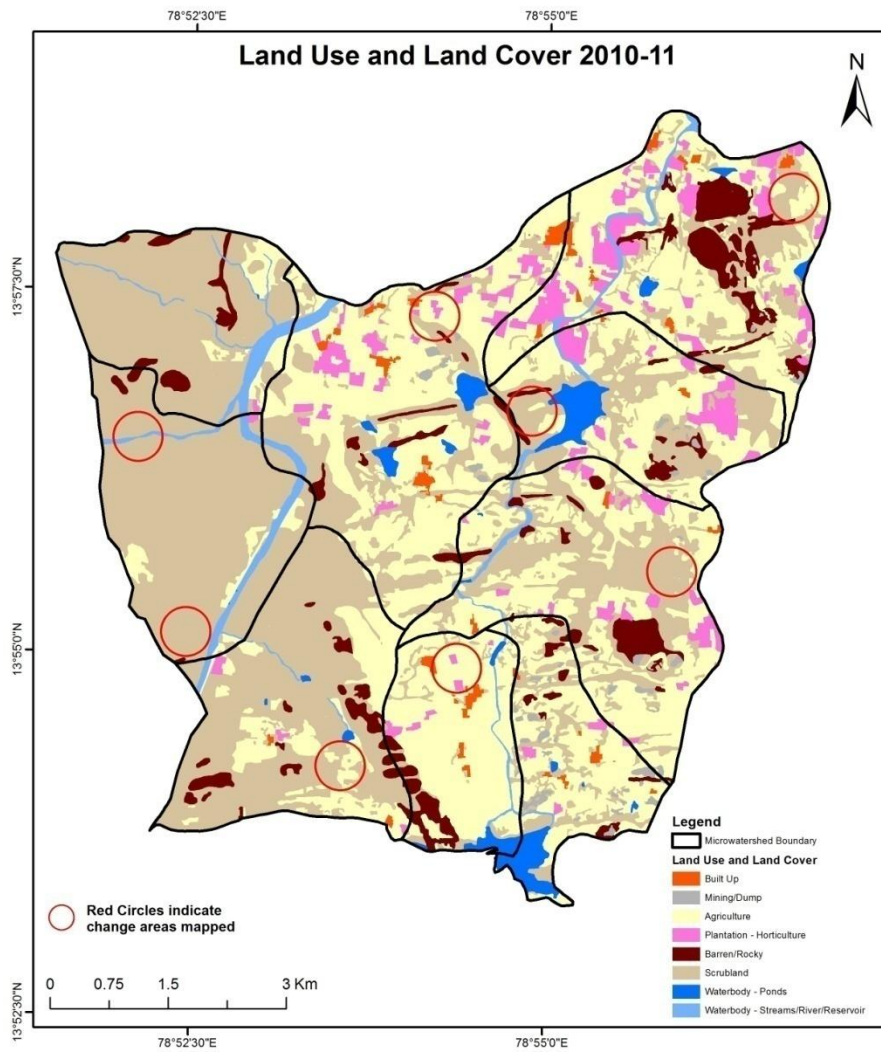 78°52'30"E
78°55'0"E
Land Use and Land Cover 2010-11
N
13°57'30"N
13°55'0"N
13°52'30"N
Legend
Microwatershed Boundary
Land Use and Land Cover
Built Up
Mining/Dump
Agriculture
Plantation - Horticulture
Barren/Rocky
Scrubland
Waterbody - Ponds
Waterbody - Streams/River/Reservoir
Red Circles indicate
change areas mapped
0 0.75 1.5 3 Km
78°52'30"E
78°55'0"E